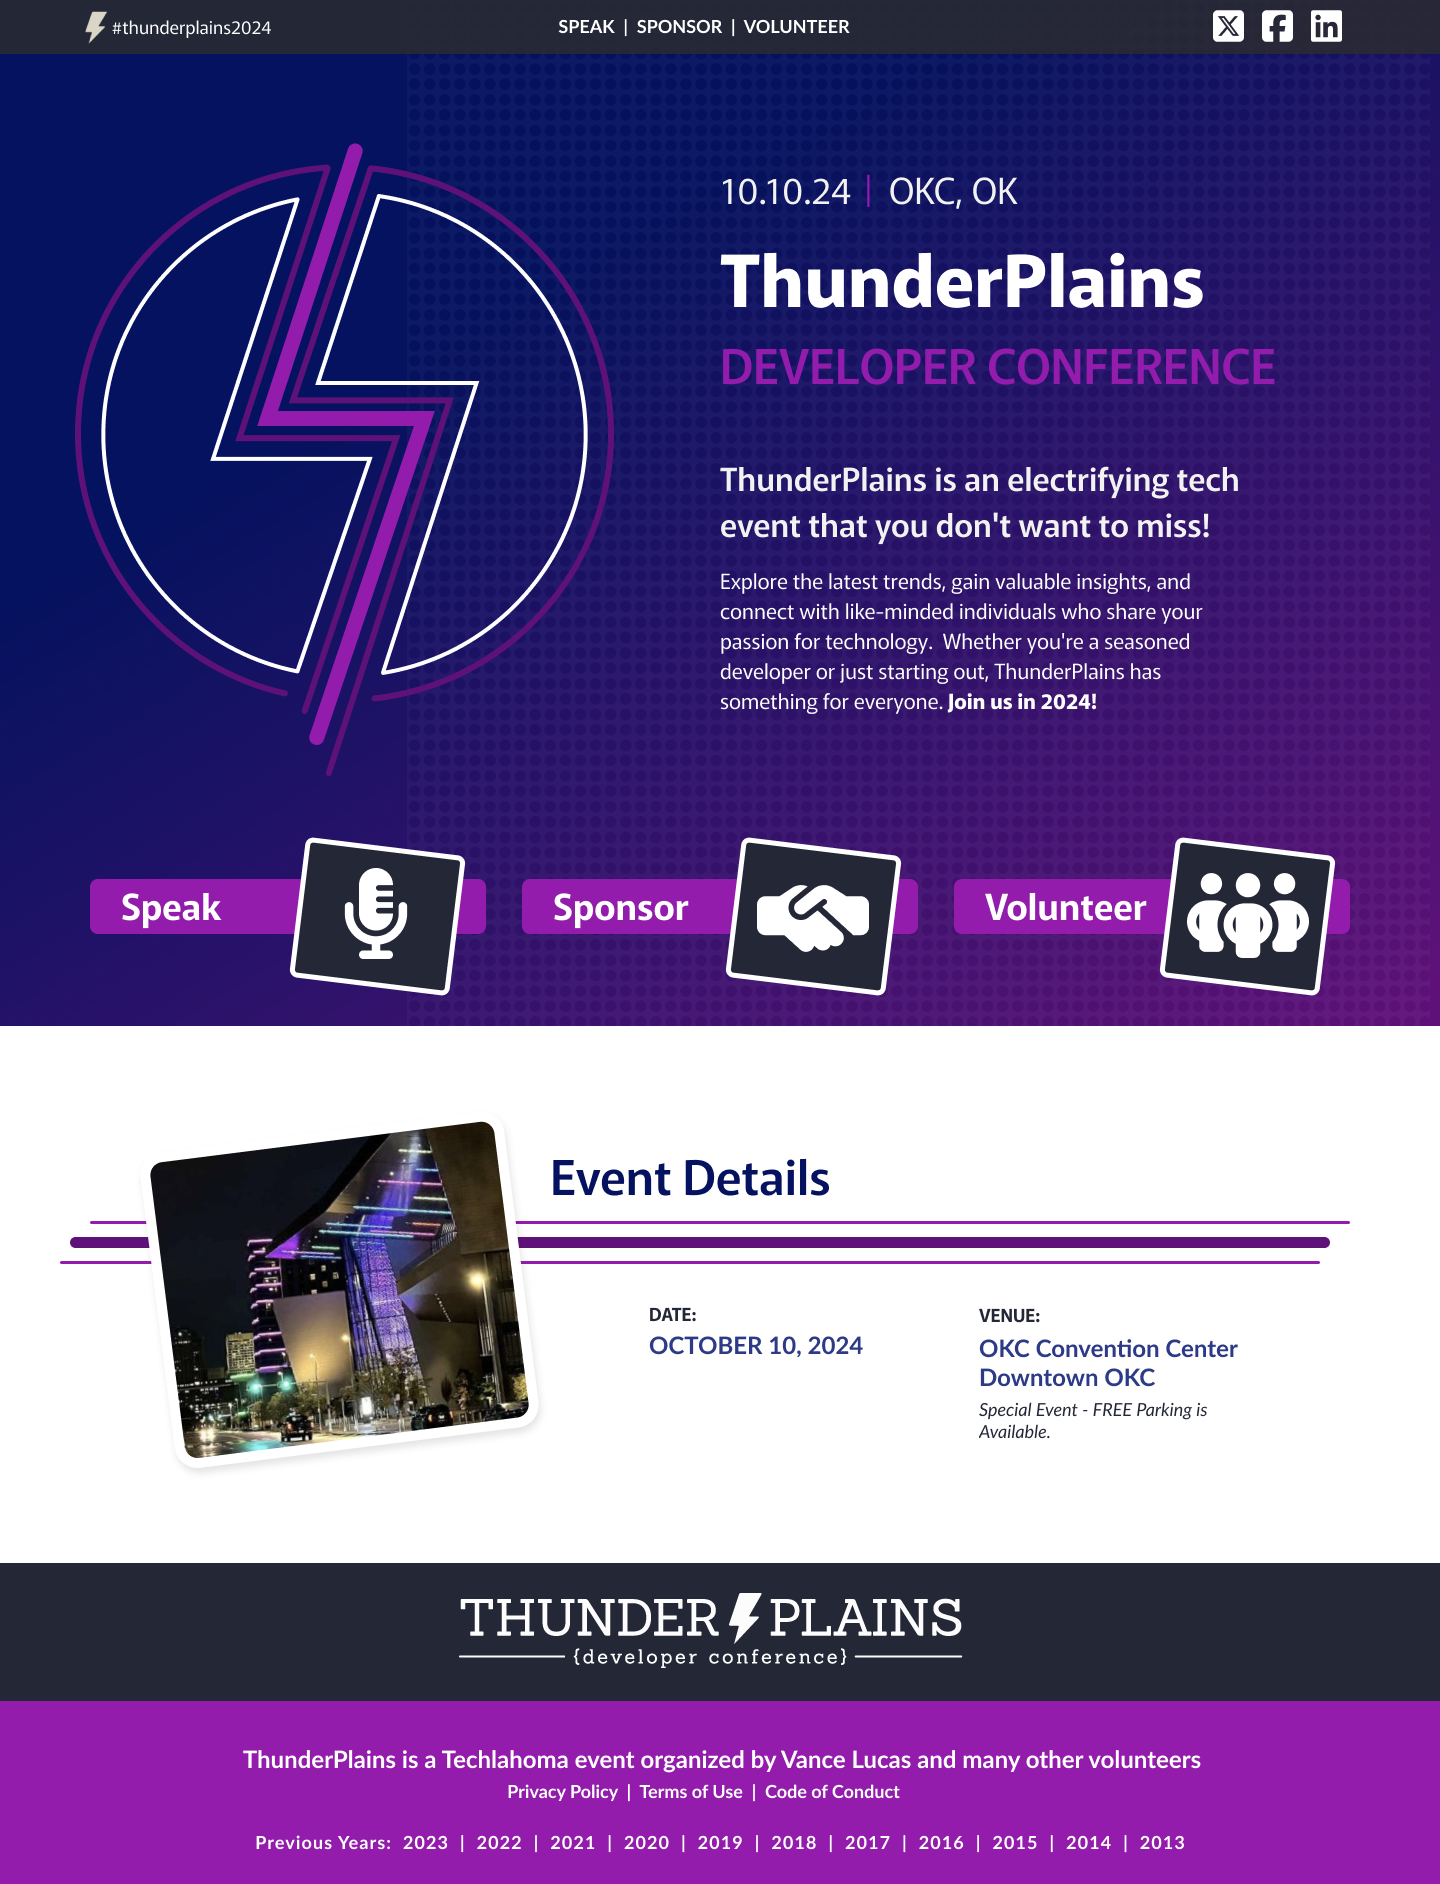 #thunderplains2024
SPEAK | SPONSOR | VOLUNTEER
10.10.24 | OKC, OK
ThunderPlains
DEVELOPER CONFERENCE
ThunderPlains is an electrifying tech
event that you don't want to miss!
Explore the latest trends, gain valuable insights, and
connect with like-minded individuals who share your
passion for technology.  Whether you're a seasoned
developer or just starting out, ThunderPlains has
something for everyone. Join us in 2024!
Speak
Sponsor
Volunteer
Event Details
DATE:
OCTOBER 10, 2024
VENUE:
OKC Convention Center
Downtown OKC
Special Event - FREE Parking is
Available.
THUNDER PLAINS
{developer conference}
ThunderPlains is a Techlahoma event organized by Vance Lucas and many other volunteers
Privacy Policy | Terms of Use | Code of Conduct
Previous Years: 2023 | 2022 | 2021 | 2020 | 2019 | 2018 | 2017 | 2016 | 2015 | 2014 | 2013